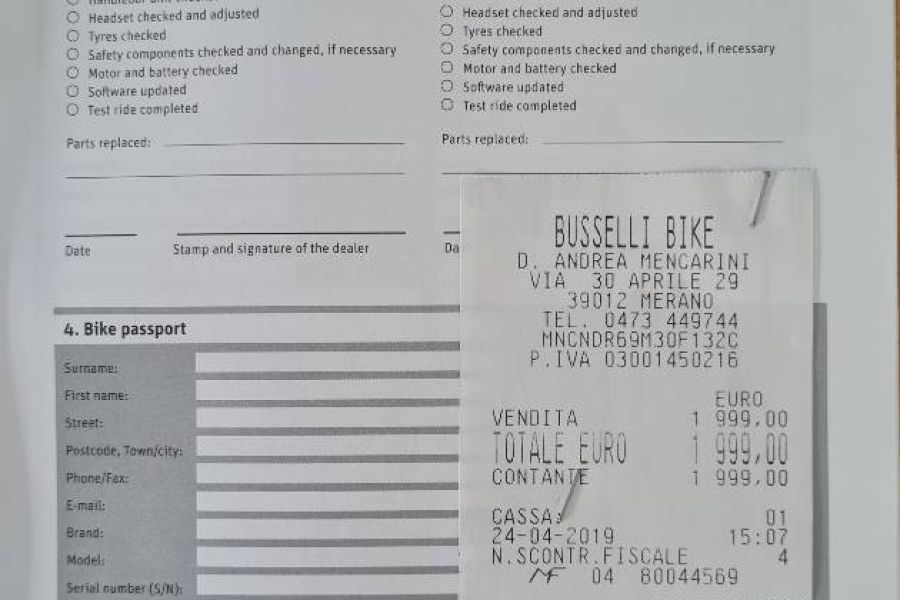 Headset checked and adjusted
Tyres checked
Safety components checked and changed, if necessary
Motor and battery checked
Software updated
Test ride completed
Parts replaced:
Date
Stamp and signature of the dealer
Headset checked and adjusted
Tyres checked
Safety components checked and changed, if necessary
Motor and battery checked
Software updated
Test ride completed
Parts replaced:
Da
4. Bike passport
Surname:
First name:
Street:
Postcode, Town/city:
Phone/Fax:
E-mail:
Brand:
Model:
Serial number (S/N):
BUSSELLI BIKE
D. ANDREA MENCARINI
VIA 30 APRILE 29
39012 MERANO
TEL. 0473 449744
MNCNDR69M30F132C
P.IVA 03001450216
EURO
VENDITA 1 999,00
TOTALE EURO 1 999,00
CONTANTE 1 999,00
CASSA: 01
24-04-2019 15:07
N.SCONTR.FISCALE 4
MF 04 80044569